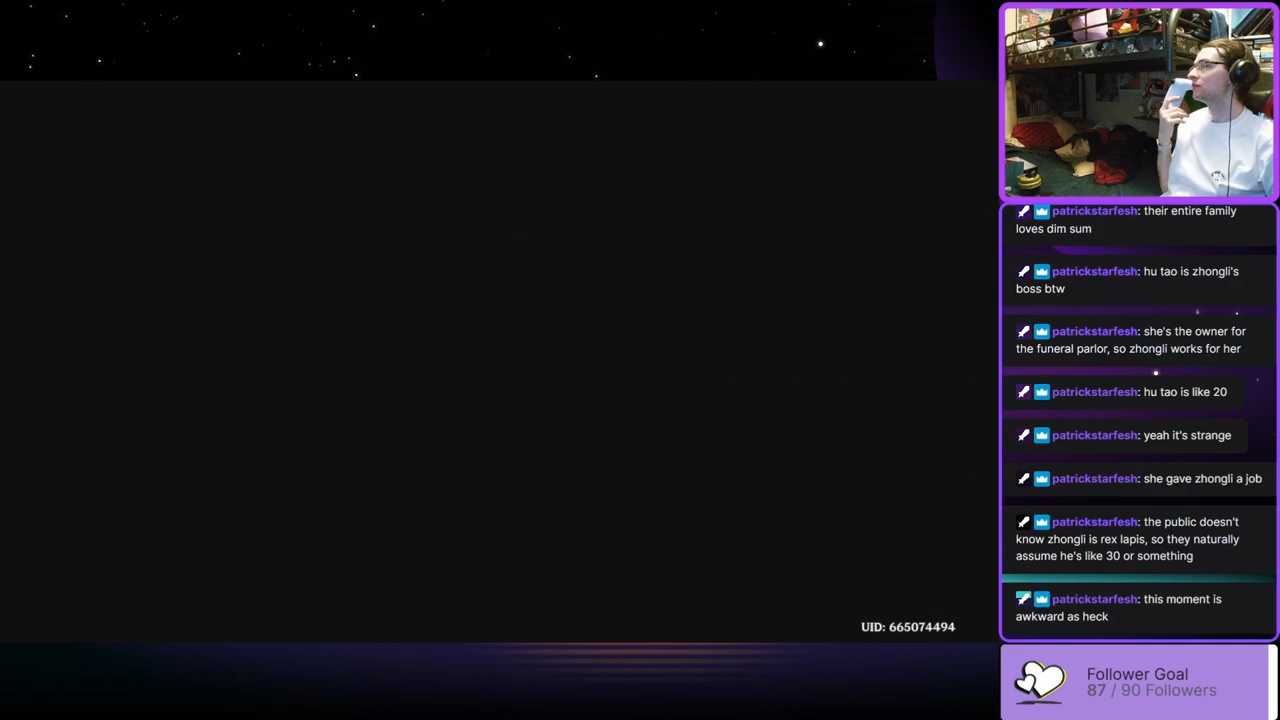 patrickstarfesh: their entire family
loves dim sum
patrickstarfesh: hu tao is zhongli's
boss btw
patrickstarfesh: she's the owner for
the funeral parlor, so zhongli works for her
patrickstarfesh: hu tao is like 20
patrickstarfesh: yeah it's strange
patrickstarfesh: she gave zhongli a job
patrickstarfesh: the public doesn't
know zhongli is rex lapis, so they naturally
assume he's like 30 or something
patrickstarfesh: this moment is
awkward as heck
UID: 665074494
Follower Goal
87 / 90 Followers